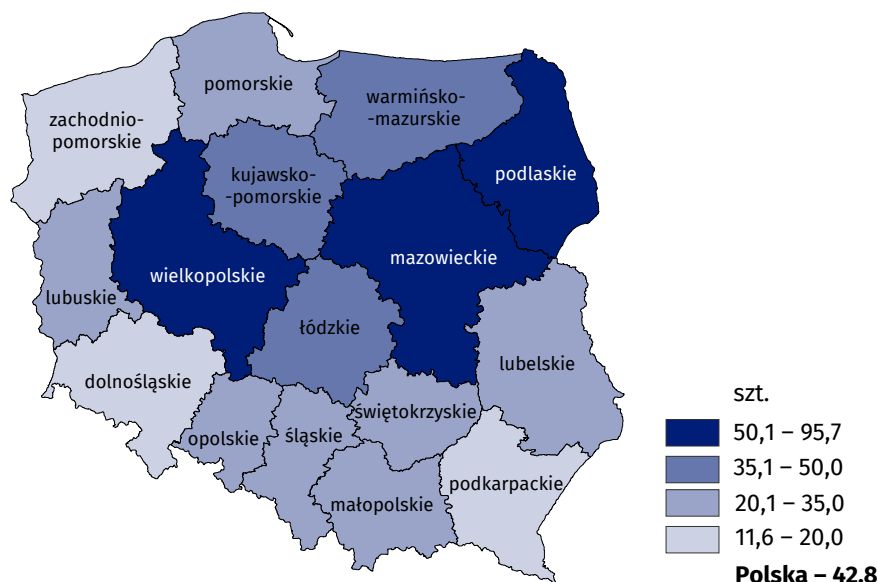 pomorskie
warmińsko-
-mazurskie
zachodnio-
pomorskie
kujawsko-
-pomorskie
podlaskie
mazowieckie
wielkopolskie
lubuskie
łódzkie
lubelskie
dolnośląskie
świętokrzyskie
opolskie
śląskie
podkarpackie
małopolskie
szt.
50,1 – 95,7
35,1 – 50,0
20,1 – 35,0
11,6 – 20,0
Polska – 42,8